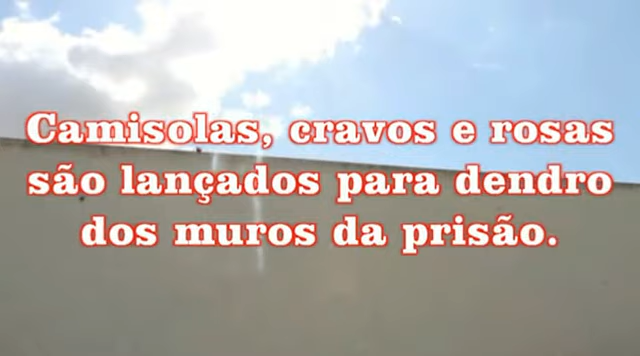 Camisolas, cravos e rosas
são lançados para dendro
dos muros da prisão.